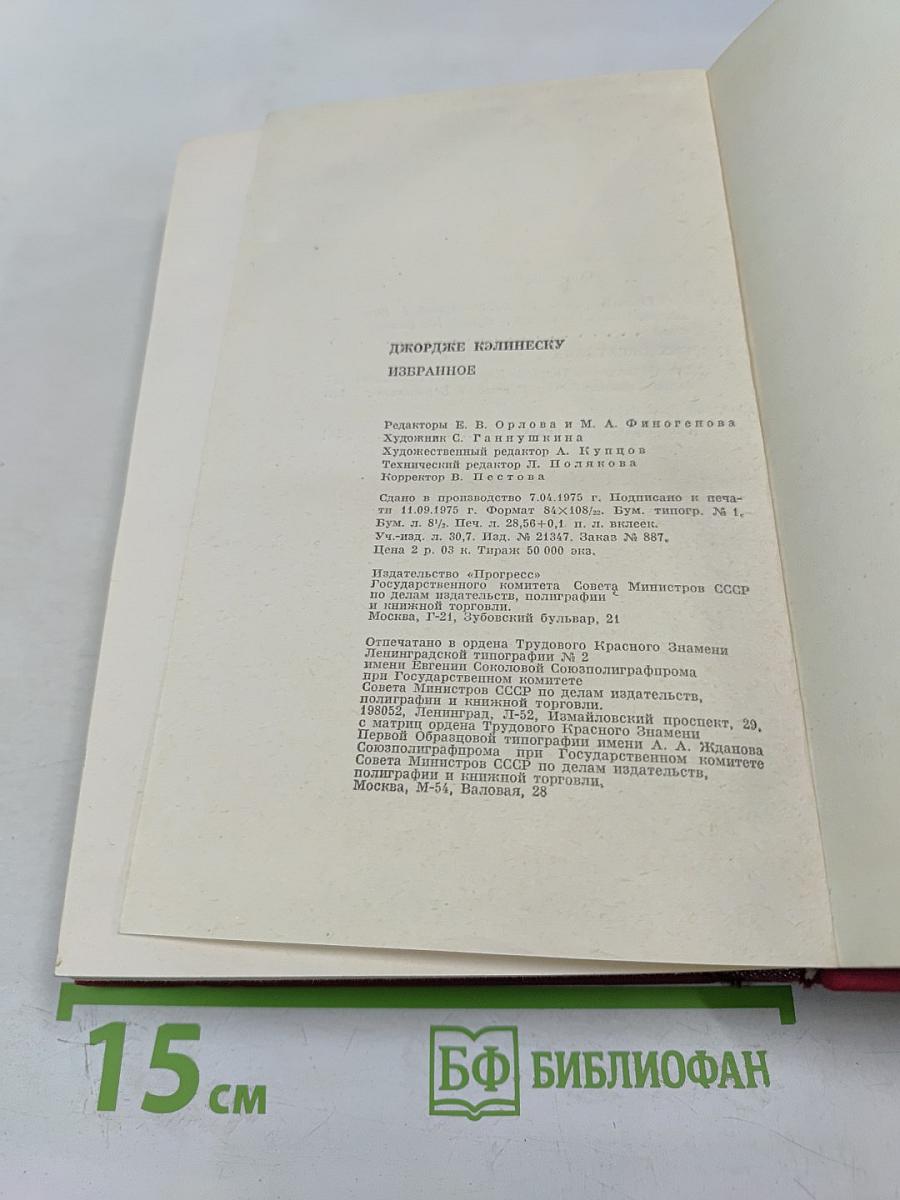 ДЖОРДЖЕ КЭЛИНЕСКУ
ИЗБРАННОЕ
Редакторы Е. В. Орлова и М. А. Финогенова
Художник С. Ганнушкина
Художественный редактор А. Купцов
Технический редактор Л. Полякова
Корректор В. Пестова
Сдано в производство 7.04.1975 г. Подписано к печа-
ти 11.09.1975 г. Формат 84×108/22. Бум. типогр. № 1.
Бум. л. 8½. Печ. л. 28,56+0,1 п. л. вклеек.
Уч.-изд. л. 30,7. Изд. № 21347. Заказ № 887.
Цена 2 р. 03 к. Тираж 50 000 экз.
Издательство «Прогресс»
Государственного комитета Совета Министров СССР
по делам издательств, полиграфии
и книжной торговли.
Москва, Г-21, Зубовский бульвар, 21
Отпечатано в ордена Трудового Красного Знамени
Ленинградской типографии № 2
имени Евгении Соколовой Союзполиграфпрома
при Государственном комитете
Совета Министров СССР по делам издательств,
полиграфии и книжной торговли.
198052, Ленинград, Л-52, Измайловский проспект, 29,
с матриц ордена Трудового Красного Знамени
Первой Образцовой типографии имени А. А. Жданова
Союзполиграфпрома при Государственном комитете
Совета Министров СССР по делам издательств,
полиграфии и книжной торговли,
Москва, М-54, Валовая, 28
15 см
БФ БИБЛИОФАН